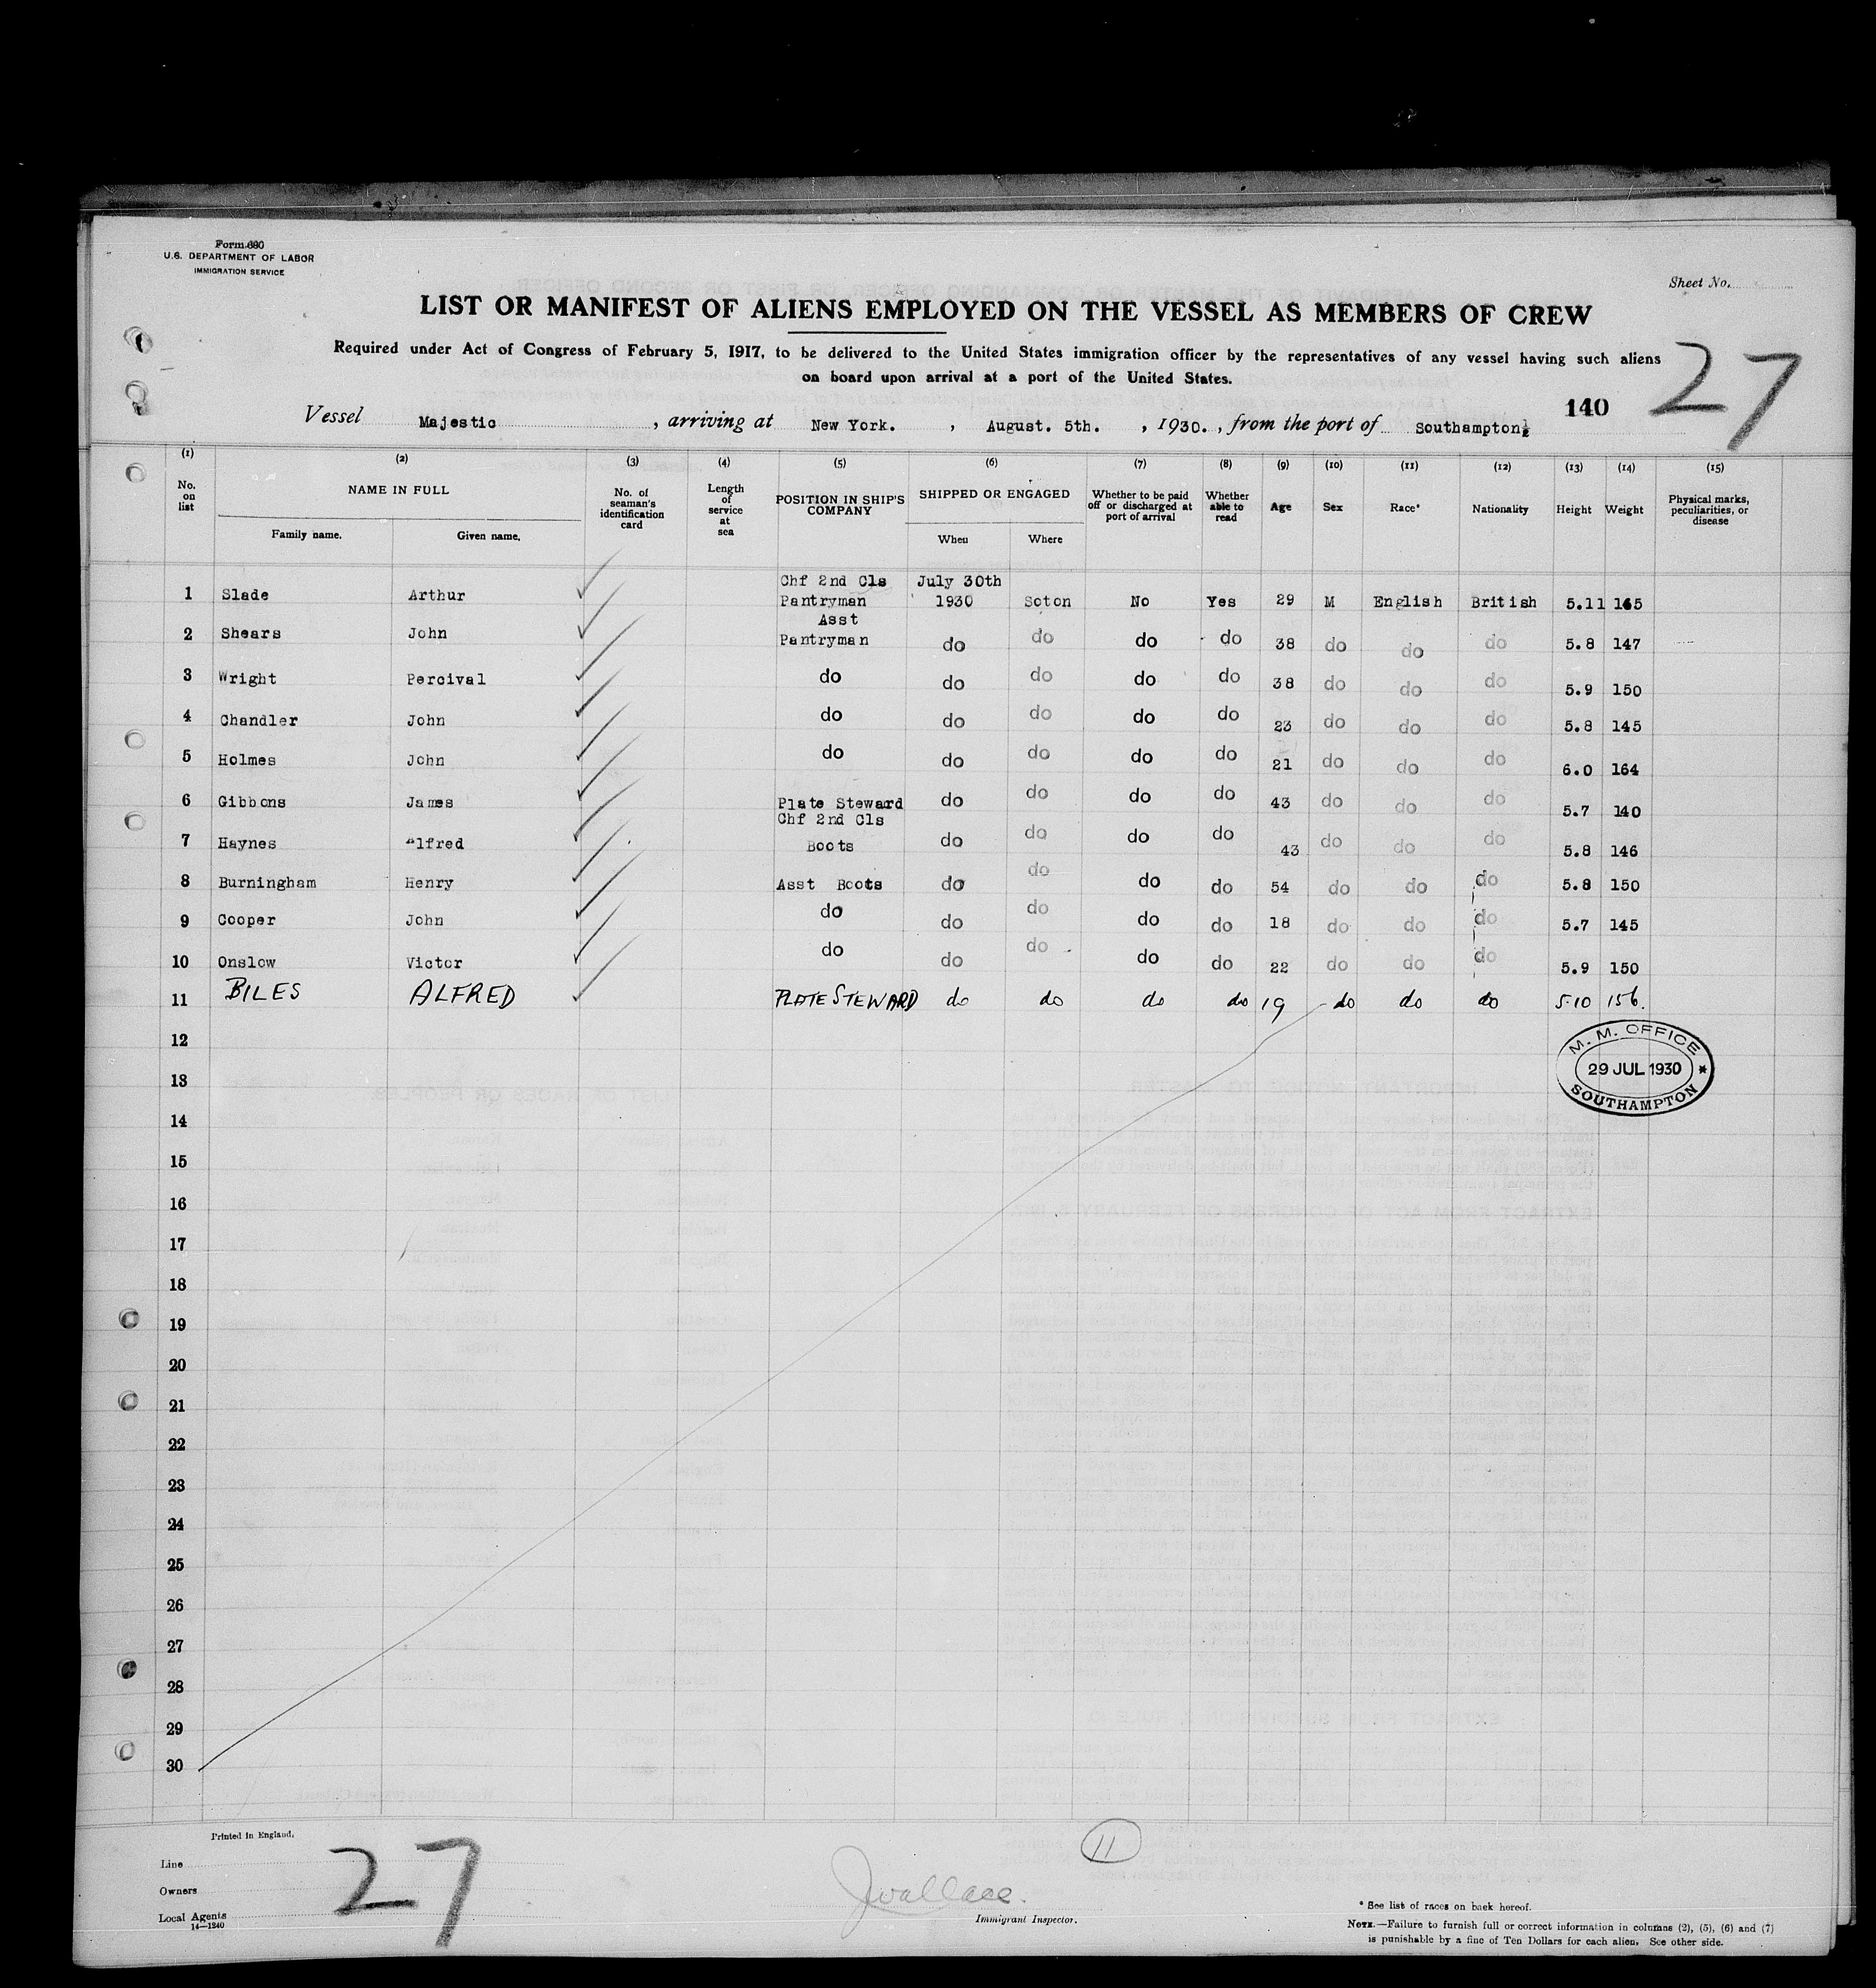 Form 680
U.S. DEPARTMENT OF LABOR
IMMIGRATION SERVICE
Sheet No.
LIST OR MANIFEST OF ALIENS EMPLOYED ON THE VESSEL AS MEMBERS OF CREW
Required under Act of Congress of February 5, 1917, to be delivered to the United States immigration officer by the representatives of any vessel having such aliens
on board upon arrival at a port of the United States.
27
140
Vessel Majestic, arriving at New York., August. 5th., 1930., from the port of Southampton
(1) (2) (3) (4) (5) (6) (7) (8) (9) (10) (11) (12) (13) (14) (15)
No. on list NAME IN FULL No. of seaman's identification card Length of service at sea POSITION IN SHIP'S COMPANY SHIPPED OR ENGAGED Whether to be paid off or discharged at port of arrival Whether able to read Age Sex Race* Nationality Height Weight Physical marks, peculiarities, or disease
Family name. Given name. When Where
Chf 2nd Cls July 30th
1 Slade Arthur Pantryman 1930 Soton No Yes 29 M English British 5.11 165
Asst
2 Shears John Pantryman do do do do 38 do do do 5.8 147
3 Wright Percival do do do do do 38 do do do 5.9 150
4 Chandler John do do do do do 23 do do do 5.8 145
5 Holmes John do do do do do 21 do do do 6.0 164
6 Gibbons James Plate Steward do do do do 43 do do do 5.7 140
Chf 2nd Cls
7 Haynes Alfred Boots do do do do 43 do do do 5.8 146
8 Burningham Henry Asst Boots do do do do 54 do do do 5.8 150
9 Cooper John do do do do do 18 do do do 5.7 145
10 Onslow Victor do do do do do 22 do do do 5.9 150
11 BILES ALFRED PLATE STEWARD do do do do 19 do do do 5.10 156.
12
M. M. OFFICE
29 JUL 1930
SOUTHAMPTON
13
14
15
16
17
18
19
20
21
22
23
24
25
26
27
28
29
30
Printed in England.
Line
Owners
Local Agents
14—1240
27
11
JWallace.
Immigrant Inspector.
* See list of races on back hereof.
NOTE.—Failure to furnish full or correct information in columns (2), (5), (6) and (7)
is punishable by a fine of Ten Dollars for each alien. See other side.